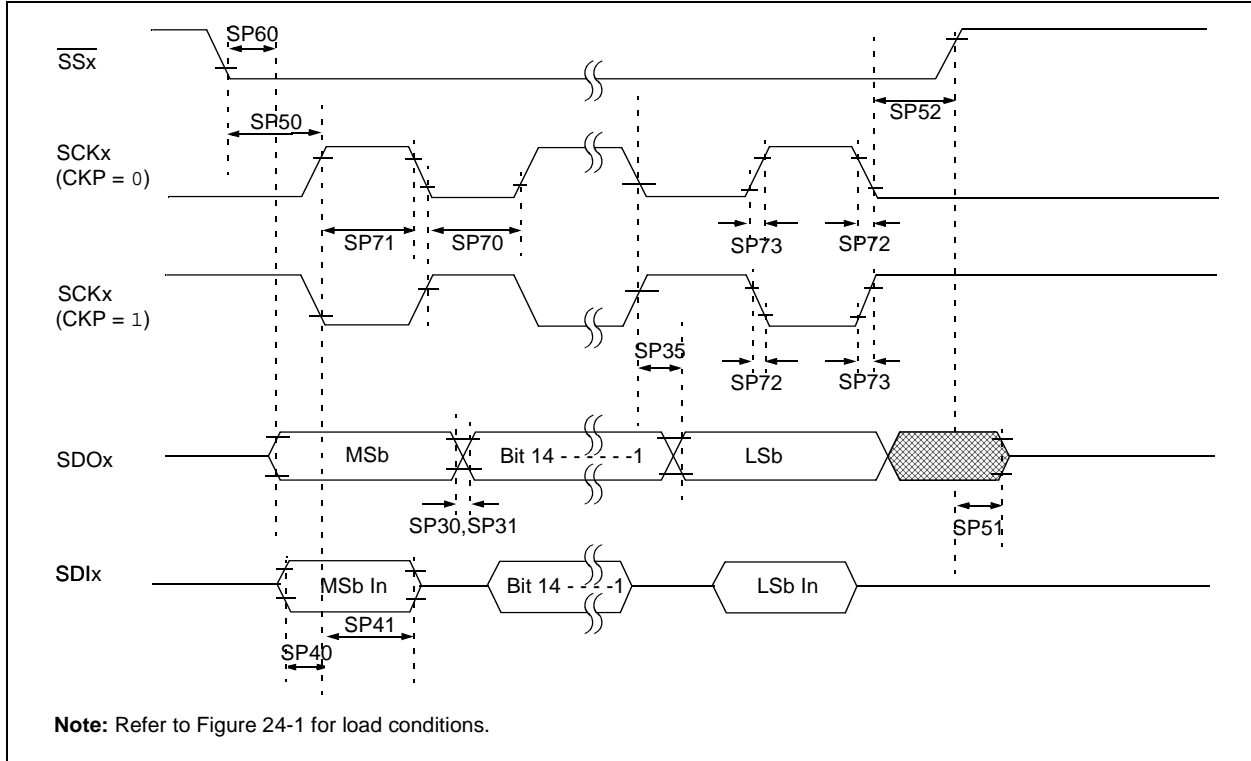 SP60
SSx
SP52
SP50
SCKx
(CKP = 0)
SP71
SP70
SP73
SP72
SCKx
(CKP = 1)
SP35
SP72
SP73
SDOx
MSb
Bit 14 - - - - - -1
LSb
SP30,SP31
SP51
SDIx
MSb In
Bit 14 - - - -1
LSb In
SP41
SP40
Note: Refer to Figure 24-1 for load conditions.